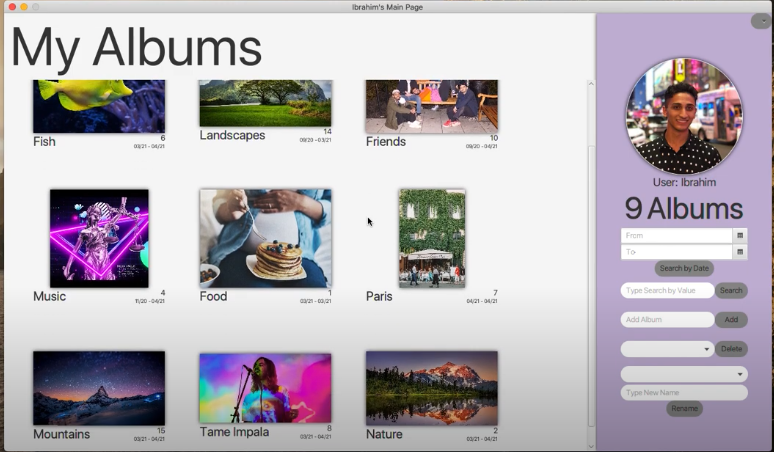 Ibrahim's Main Page
My Albums
Fish
6
03/21 - 04/21
Landscapes
14
09/20 - 03/21
Friends
10
09/20 - 04/21
Music
4
11/20 - 04/21
Food
1
03/21 - 03/21
Paris
7
04/21 - 04/21
Mountains
15
03/21 - 04/21
Tame Impala
8
03/21 - 04/21
Nature
2
03/21 - 04/21
User: Ibrahim
9 Albums
From
To
Search by Date
Type Search by Value
Search
Add Album
Add
Delete
Type New Name
Rename